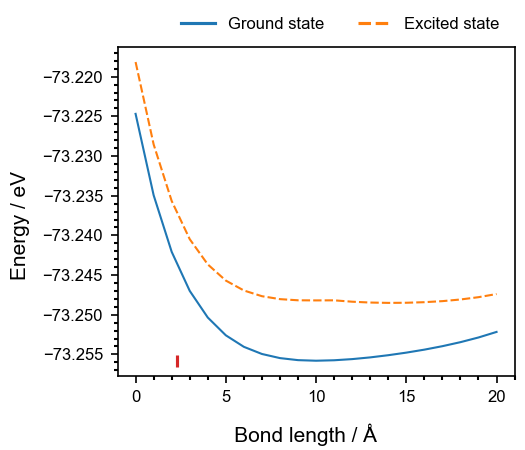 Ground state Excited state
−73.220
−73.225
−73.230
−73.235
−73.240
−73.245
−73.250
−73.255
Energy / eV
0 5 10 15 20
Bond length / Å